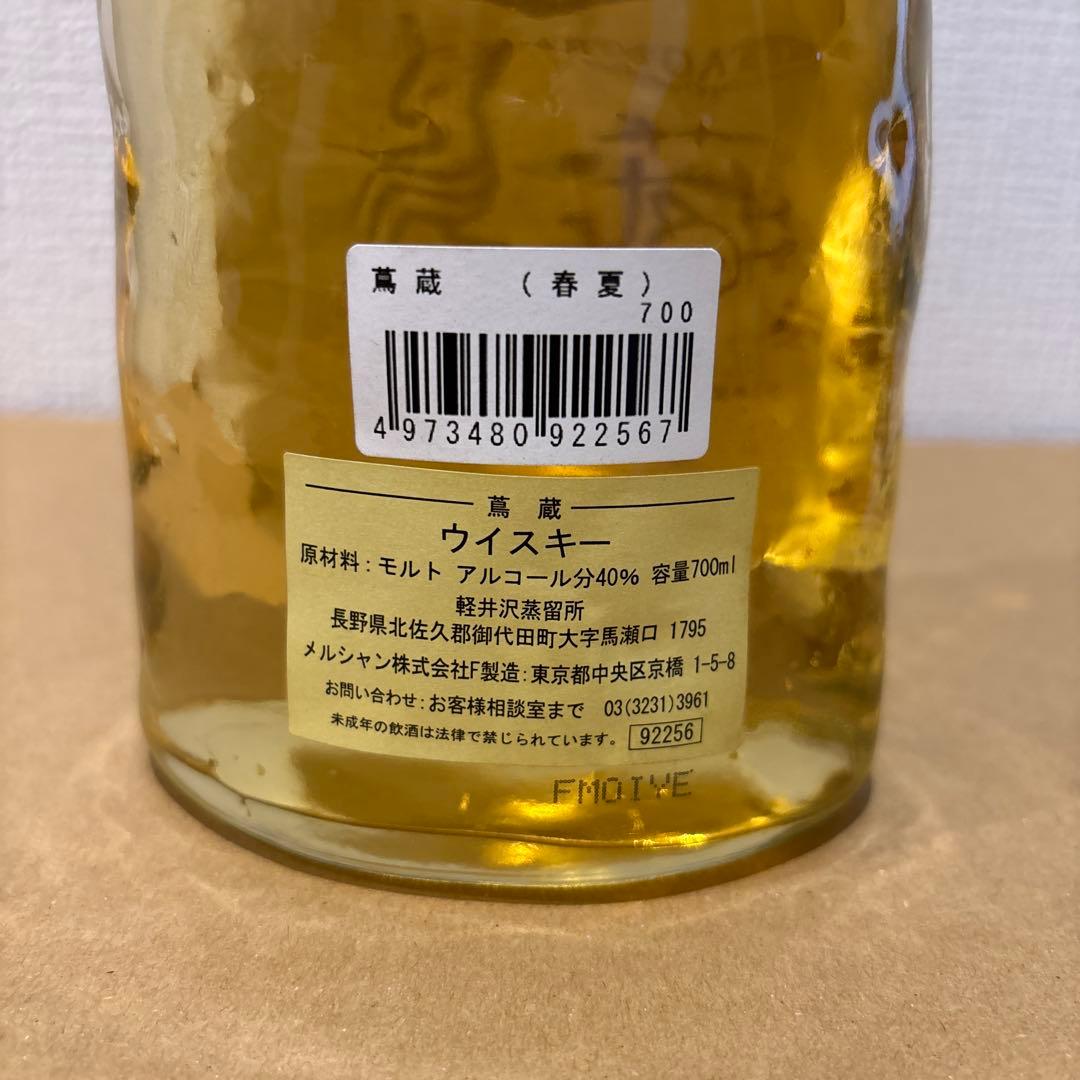 蔦蔵 (春夏)
700
4973480922567
蔦蔵
ウイスキー
原材料:モルト アルコール分40% 容量700ml
軽井沢蒸留所
長野県北佐久郡御代田町大字馬瀬口 1795
メルシャン株式会社F製造:東京都中央区京橋 1-5-8
お問い合わせ:お客様相談室まで 03(3231)3961
未成年の飲酒は法律で禁じられています。 92256
FMOIYE